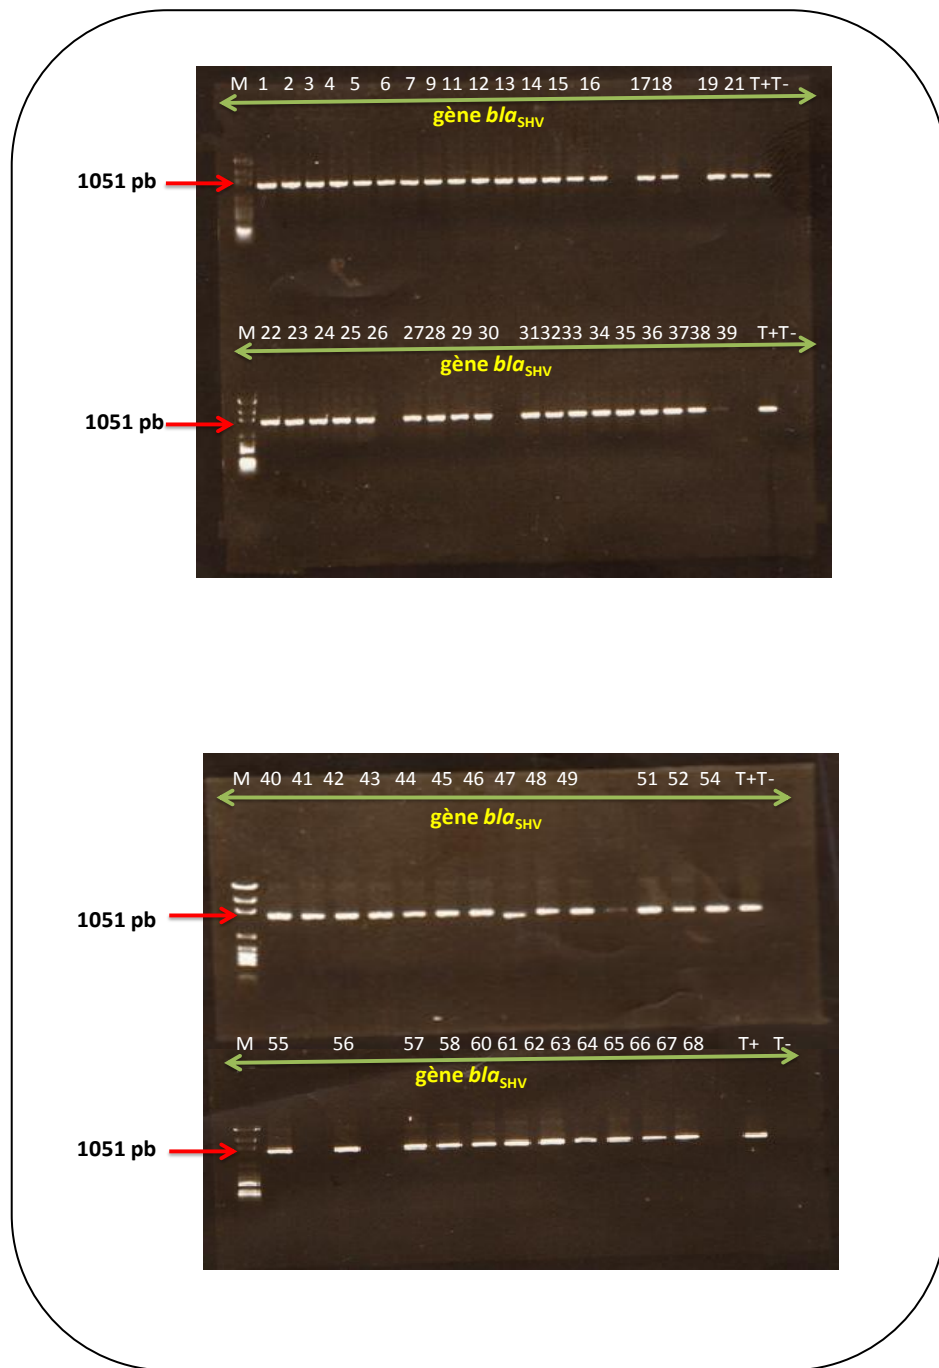 M 1 2 3 4 5 6 7 9 11 12 13 14 15 16 1718 19 21 T+T-
gène blaSHV
1051 pb
M 22 23 24 25 26 2728 29 30 313233 34 35 36 3738 39 T+T-
gène blaSHV
1051 pb
M 40 41 42 43 44 45 46 47 48 49 51 52 54 T+T-
gène blaSHV
1051 pb
M 55 56 57 58 60 61 62 63 64 65 66 67 68 T+ T-
gène blaSHV
1051 pb